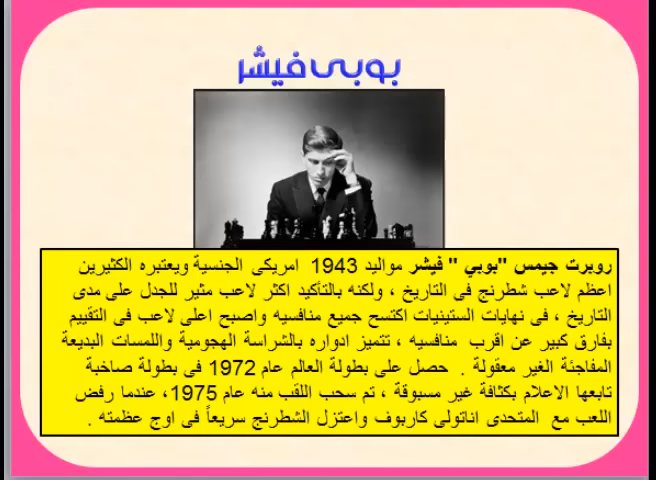 بوبى فيشر
روبرت جيمس "بوبي " فيشر مواليد 1943 امريكى الجنسية ويعتبره الكثيرين
اعظم لاعب شطرنج فى التاريخ ، ولكنه بالتأكيد اكثر لاعب مثير للجدل على مدى
التاريخ ، فى نهايات الستينيات اكتسح جميع منافسيه واصبح اعلى لاعب فى التقييم
بفارق كبير عن اقرب منافسيه ، تتميز ادواره بالشراسة الهجومية واللمسات البديعة
المفاجئة الغير معقولة . حصل على بطولة العالم عام 1972 فى بطولة صاخبة
تابعها الاعلام بكثافة غير مسبوقة ، تم سحب اللقب منه عام 1975، عندما رفض
اللعب مع المتحدى اناتولى كاربوف واعتزل الشطرنج سريعاً فى اوج عظمته .